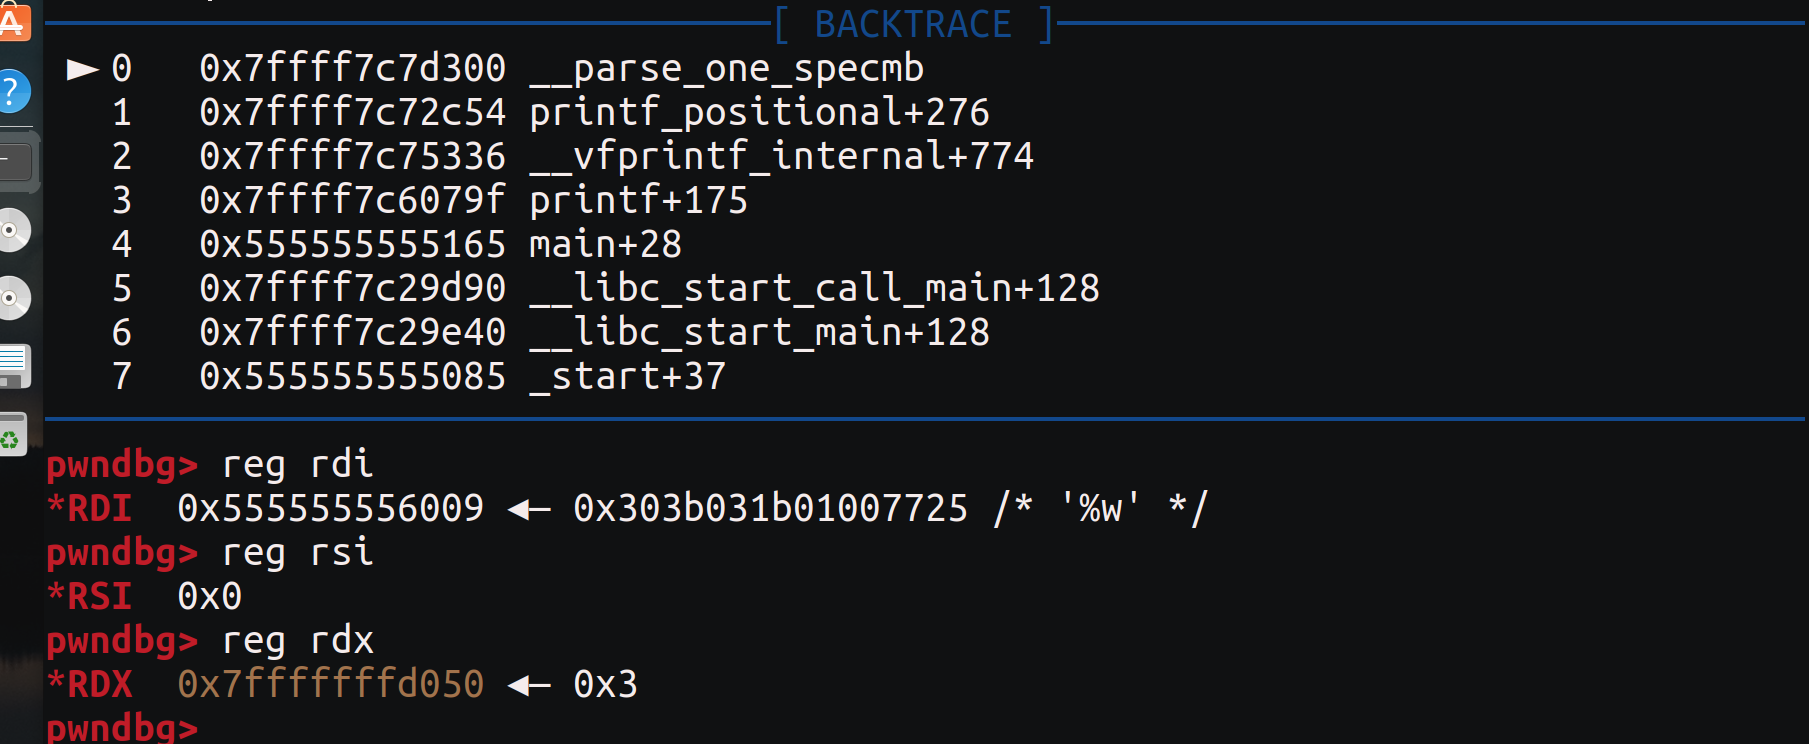 [ BACKTRACE ]
► 0 0x7ffff7c7d300 __parse_one_specmb
1 0x7ffff7c72c54 printf_positional+276
2 0x7ffff7c75336 __vfprintf_internal+774
3 0x7ffff7c6079f printf+175
4 0x555555555165 main+28
5 0x7ffff7c29d90 __libc_start_call_main+128
6 0x7ffff7c29e40 __libc_start_main+128
7 0x555555555085 _start+37
pwndbg> reg rdi
*RDI 0x555555556009 ◂— 0x303b031b01007725 /* '%w' */
pwndbg> reg rsi
*RSI 0x0
pwndbg> reg rdx
*RDX 0x7fffffffd050 ◂— 0x3
pwndbg>